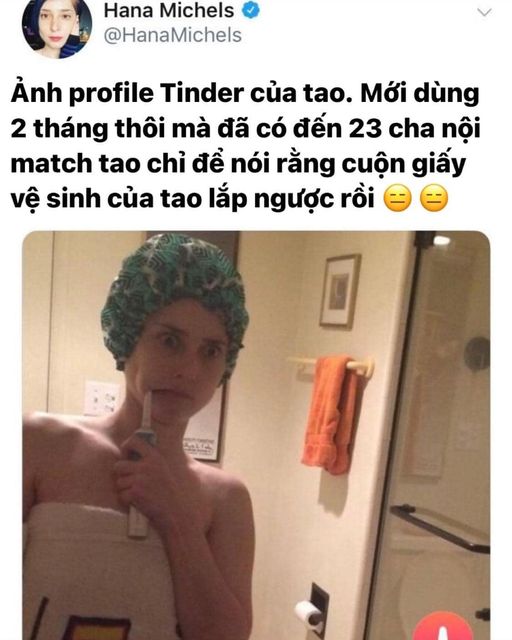 Hana Michels
@HanaMichels
Ảnh profile Tinder của tao. Mới dùng
2 tháng thôi mà đã có đến 23 cha nội
match tao chỉ để nói rằng cuộn giấy
vệ sinh của tao lắp ngược rồi 😑 😑